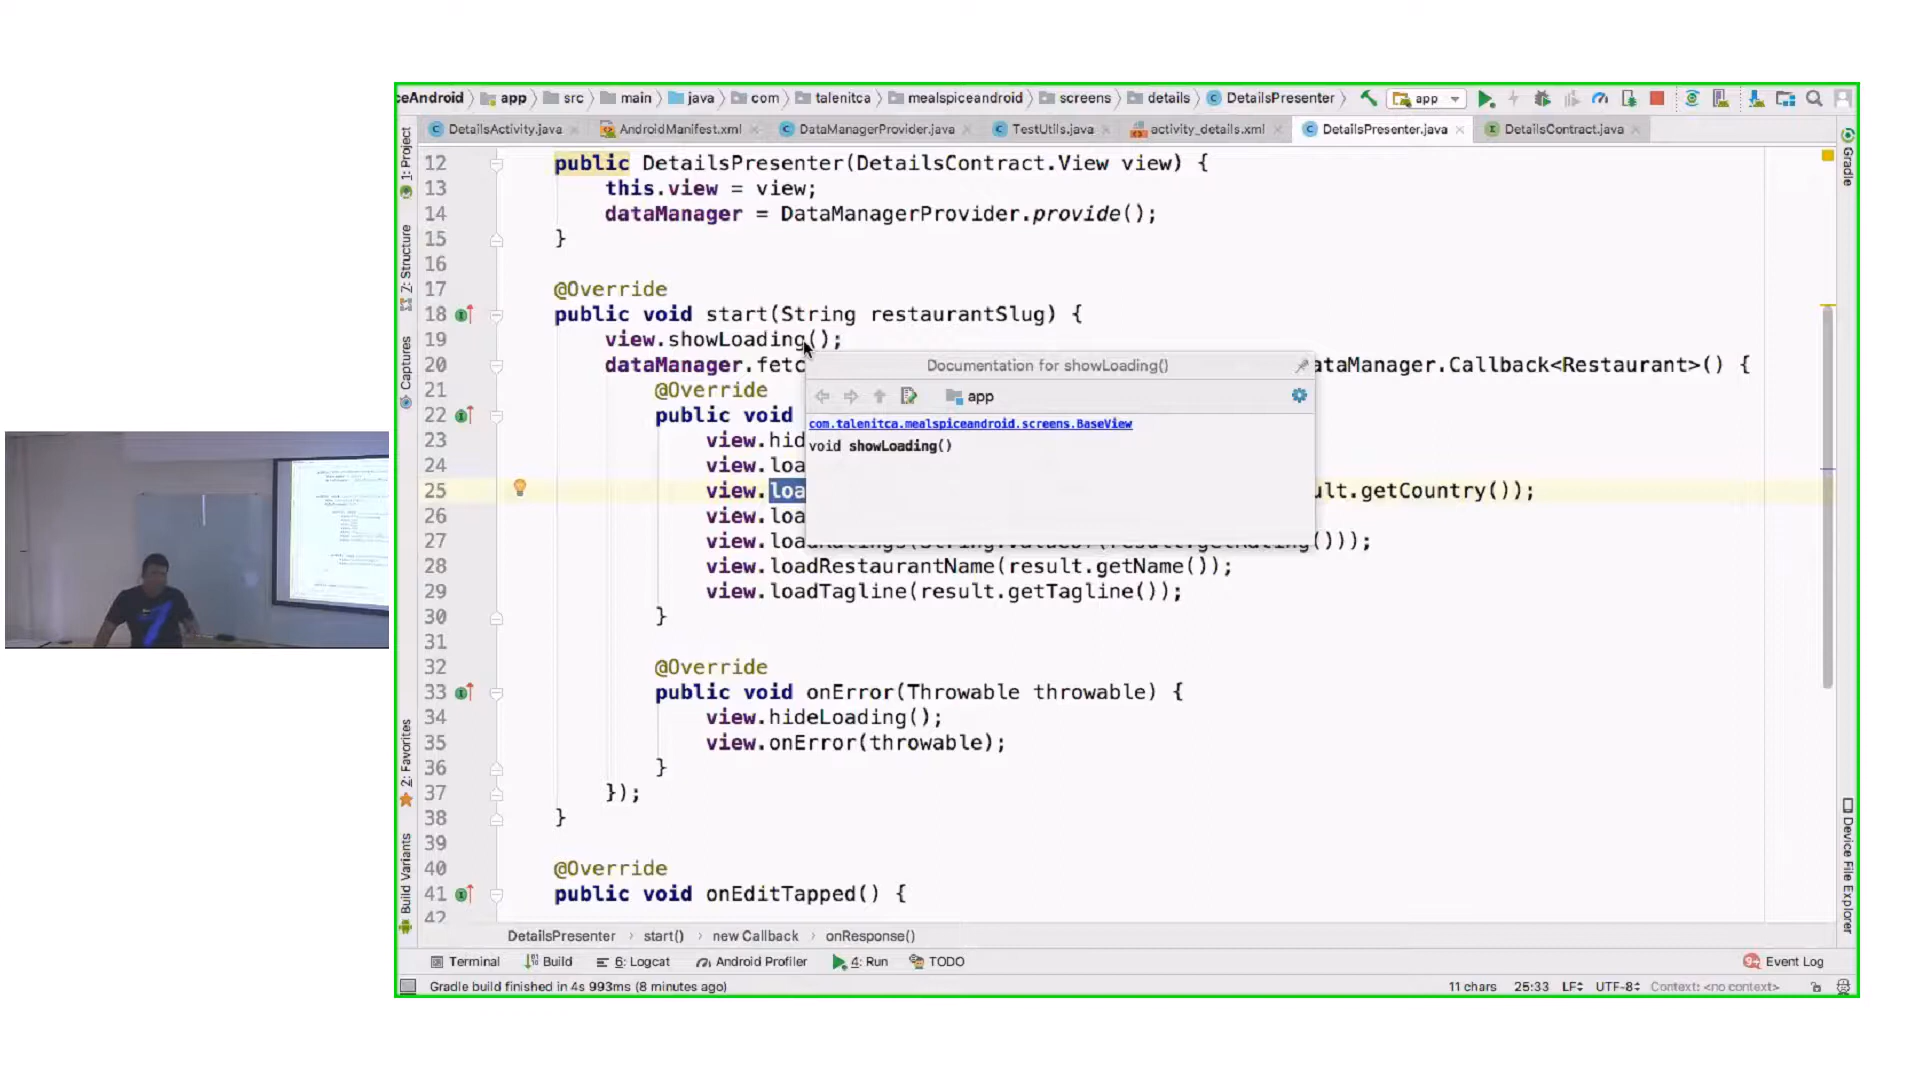 ceAndroid app src main java com talenitca mealspiceandroid screens details DetailsPresenter app
DetailsActivity.java AndroidManifest.xml DataManagerProvider.java TestUtils.java activity_details.xml DetailsPresenter.java DetailsContract.java
1: Project
7: Structure
Captures
2: Favorites
Build Variants
Gradle
Device File Explorer
12 public DetailsPresenter(DetailsContract.View view) {
13 this.view = view;
14 dataManager = DataManagerProvider.provide();
15 }
16
17 @Override
18 public void start(String restaurantSlug) {
19 view.showLoading();
20 dataManager.fetc ataManager.Callback<Restaurant>() {
21 @Override
22 public void
23 view.hid
24 view.loa
25 view.loa ult.getCountry());
26 view.loa
27 view.loadRatings(String.valueOf(result.getRating()));
28 view.loadRestaurantName(result.getName());
29 view.loadTagline(result.getTagline());
30 }
31
32 @Override
33 public void onError(Throwable throwable) {
34 view.hideLoading();
35 view.onError(throwable);
36 }
37 });
38 }
39
40 @Override
41 public void onEditTapped() {
42
Documentation for showLoading()
app
com.talenitca.mealspiceandroid.screens.BaseView
void showLoading()
DetailsPresenter start() new Callback onResponse()
Terminal Build 6: Logcat Android Profiler 4: Run TODO Event Log
Gradle build finished in 4s 993ms (8 minutes ago) 11 chars 25:33 LF UTF-8 Context: <no context>